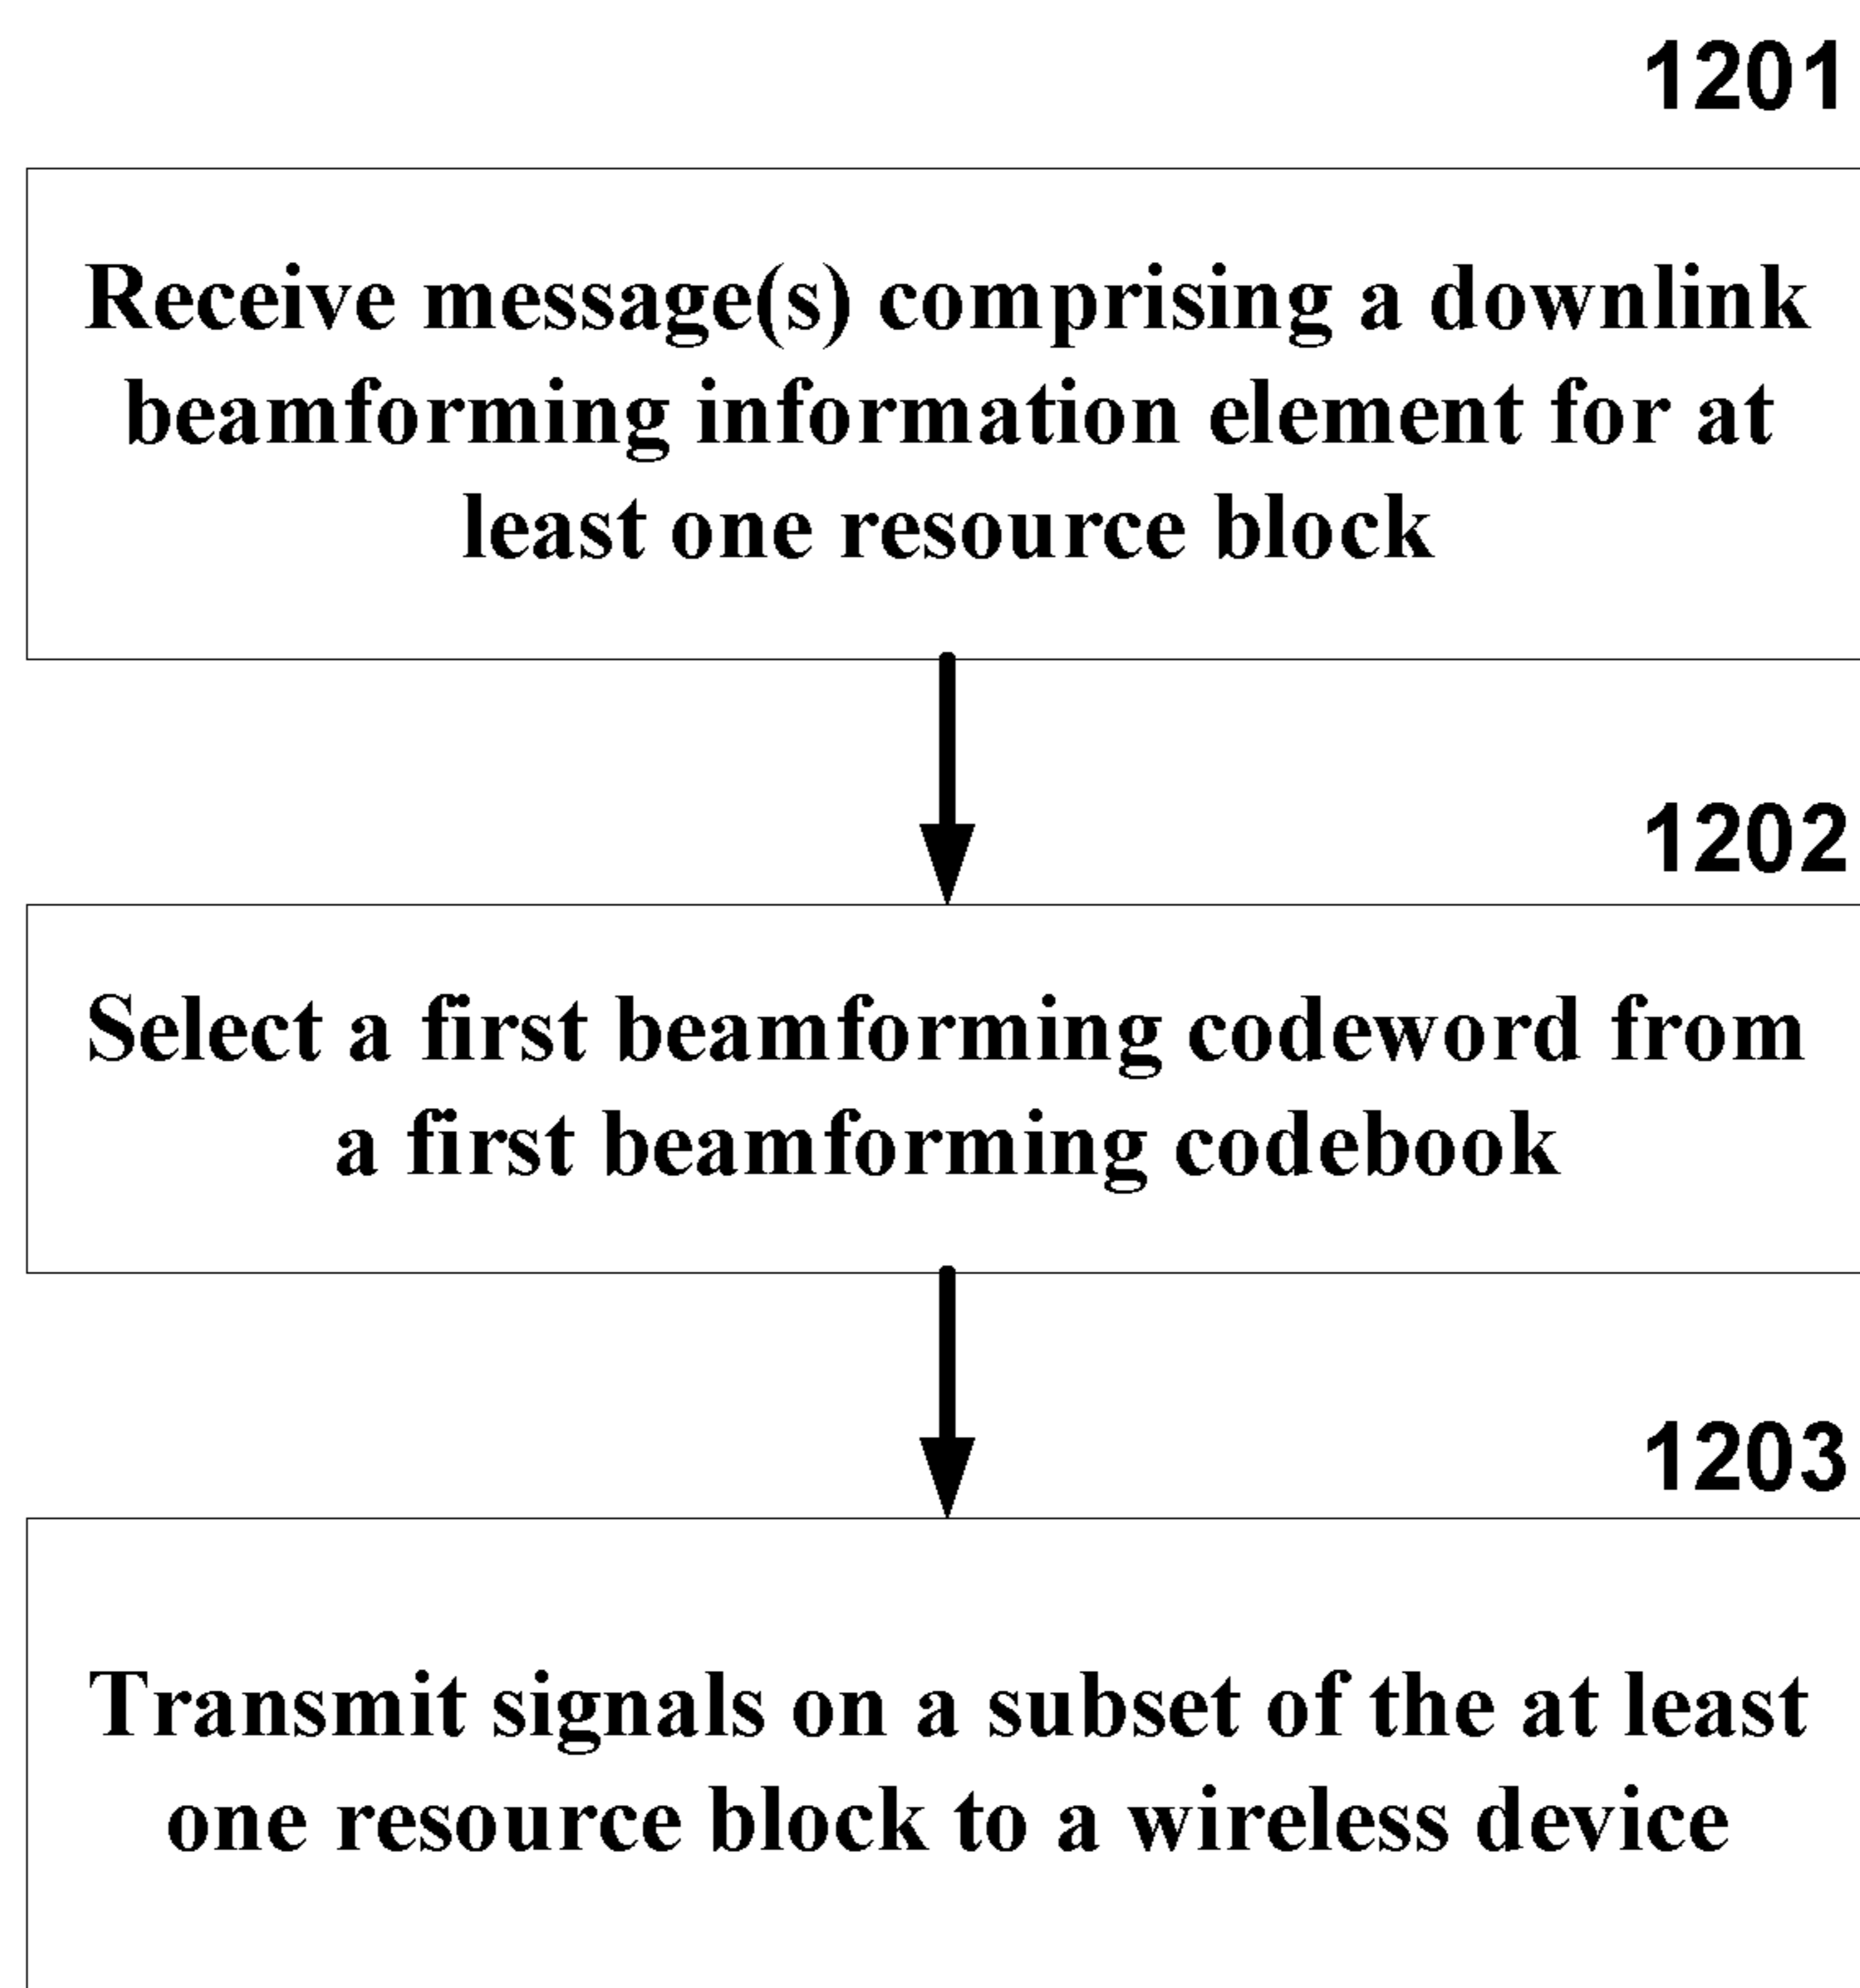 1201
Receive message(s) comprising a downlink
beamforming information element for at
least one resource block
1202
Select a first beamforming codeword from
a first beamforming codebook
1203
Transmit signals on a subset of the at least
one resource block to a wireless device